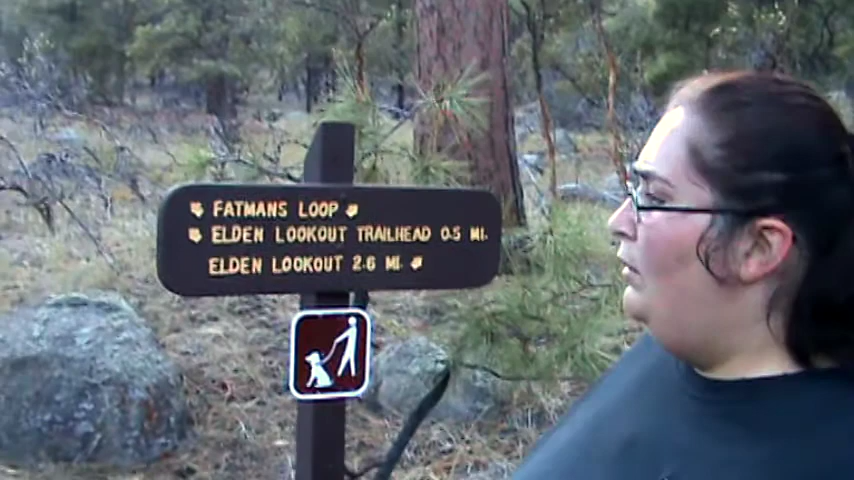 FATMANS LOOP
ELDEN LOOKOUT TRAILHEAD 0.5 MI.
ELDEN LOOKOUT 2.6 MI.